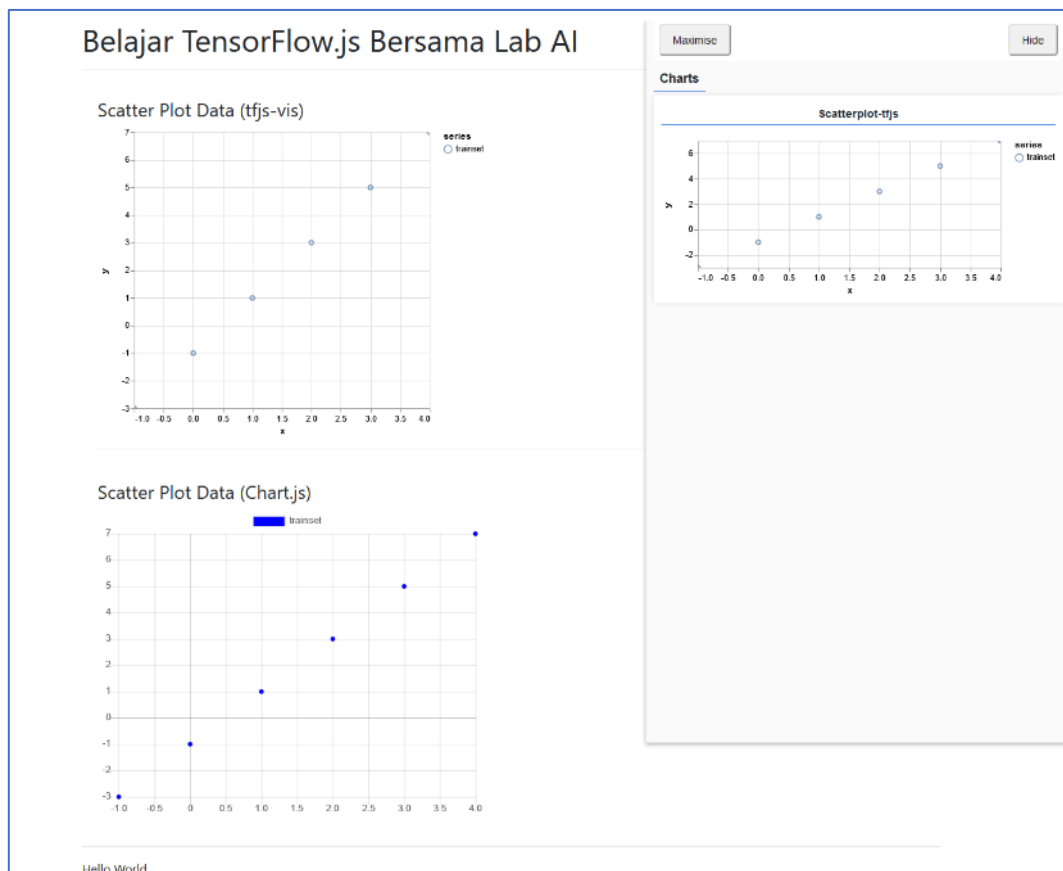 Belajar TensorFlow.js Bersama Lab AI
Scatter Plot Data (tfjs-vis)
7
6
5
4
3
2
1
0
-1
-2
-3
y
-1.0 -0.5 0.0 0.5 1.0 1.5 2.0 2.5 3.0 3.5 4.0
x
series
trainset
Scatter Plot Data (Chart.js)
trainset
7
6
5
4
3
2
1
0
-1
-2
-3
-1.0 -0.5 0 0.5 1.0 1.5 2.0 2.5 3.0 3.5 4.0
Hello World
Maximise
Hide
Charts
Scatterplot-tfjs
6
4
2
0
-2
y
-1.0 -0.5 0.0 0.5 1.0 1.5 2.0 2.5 3.0 3.5 4.0
x
series
trainset